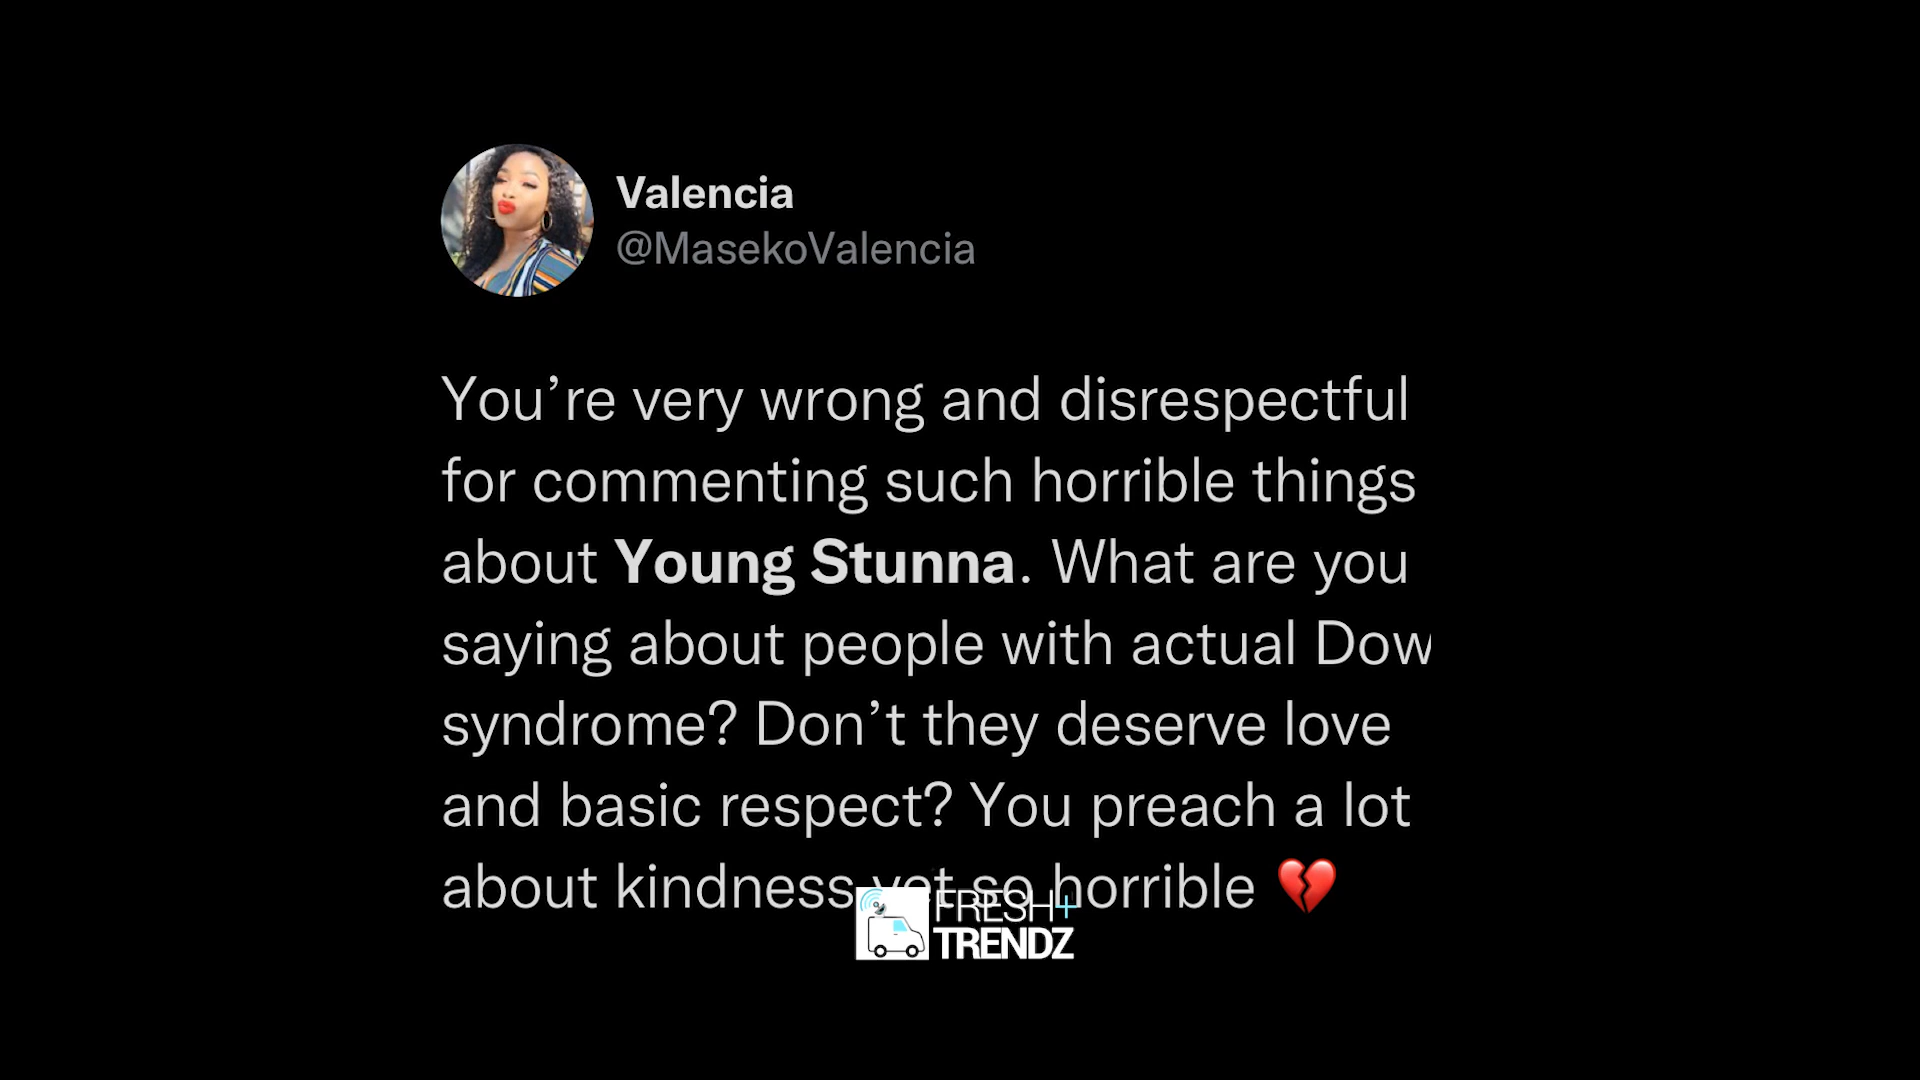 Valencia
@MasekoValencia
You’re very wrong and disrespectful
for commenting such horrible things
about Young Stunna. What are you
saying about people with actual Dow
syndrome? Don’t they deserve love
and basic respect? You preach a lot
about kindness yet so horrible 💔
FRESH+
TRENDZ